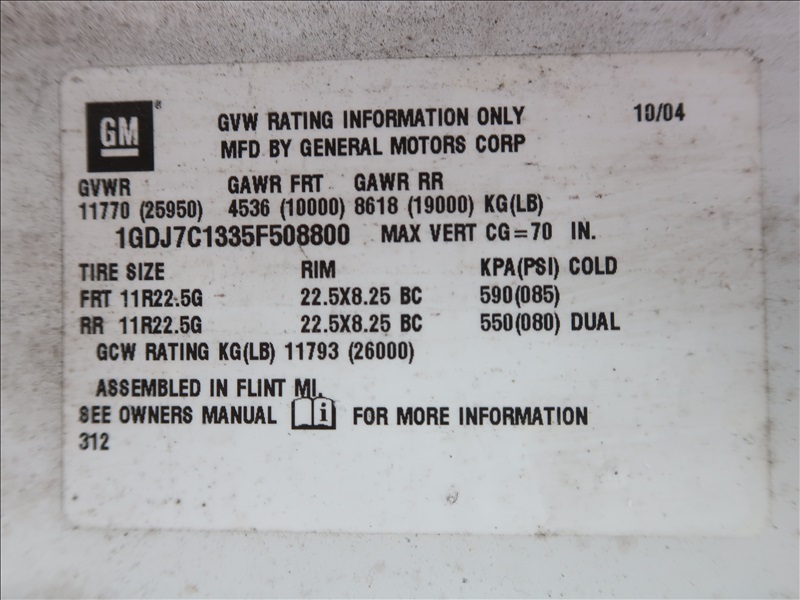 GM ® GVW RATING INFORMATION ONLY 10/04
MFD BY GENERAL MOTORS CORP
GVWR GAWR FRT GAWR RR
11770 (25950) 4536 (10000) 8618 (19000) KG(LB)
1GDJ7C1335F508800 MAX VERT CG=70 IN.
TIRE SIZE RIM KPA(PSI) COLD
FRT 11R22.5G 22.5X8.25 BC 590(085)
RR 11R22.5G 22.5X8.25 BC 550(080) DUAL
GCW RATING KG(LB) 11793 (26000)
ASSEMBLED IN FLINT MI.
SEE OWNERS MANUAL i FOR MORE INFORMATION
312